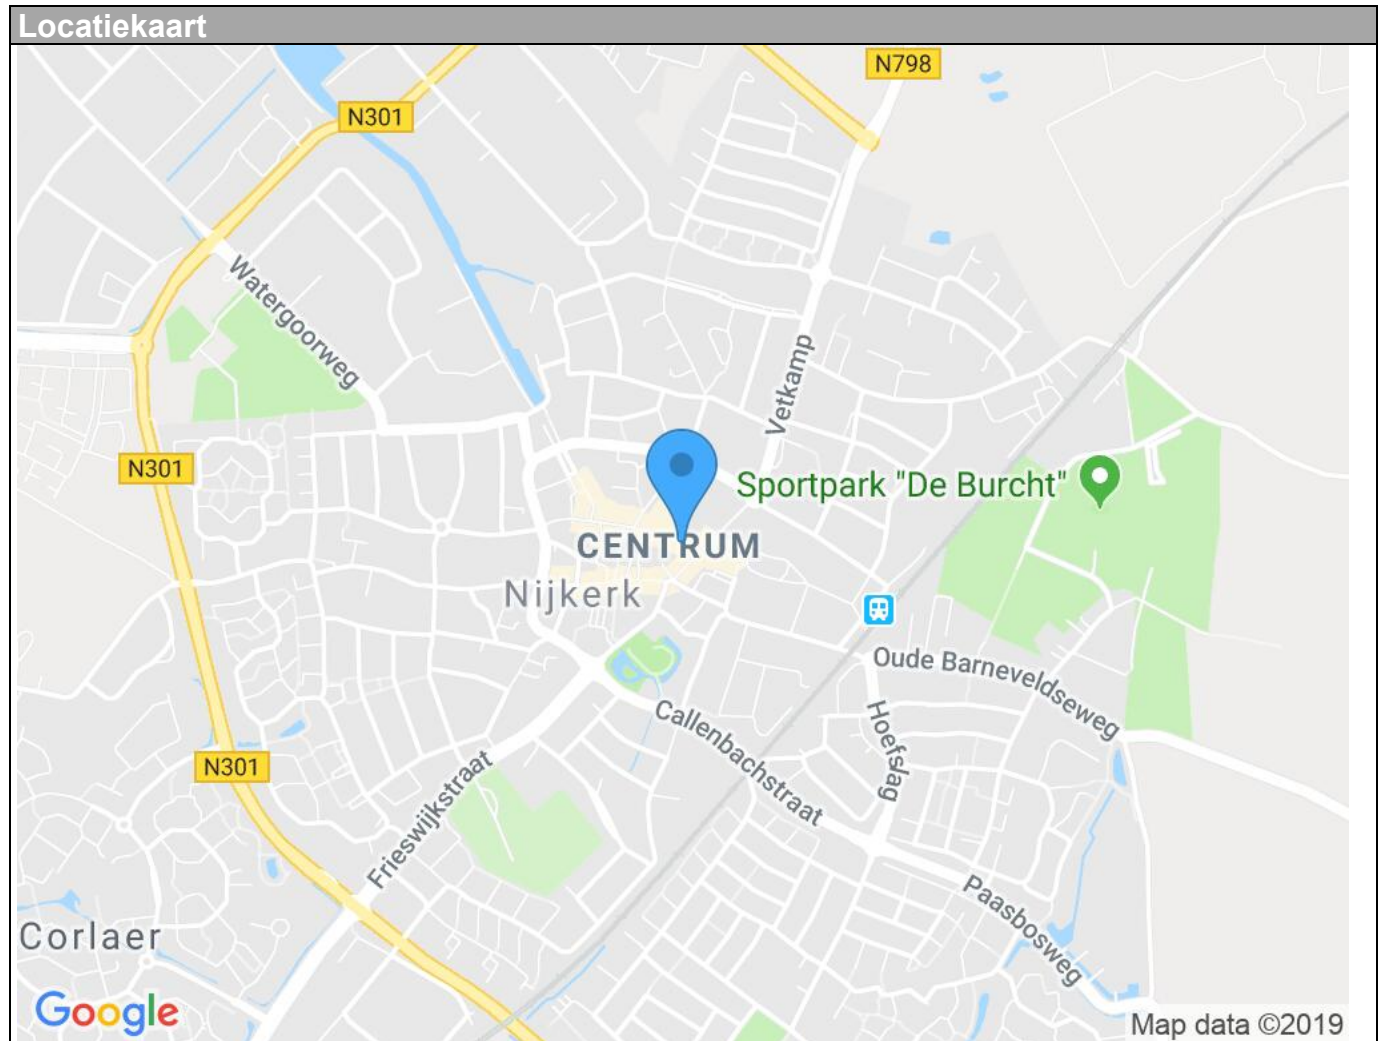 Locatiekaart
N798
N301
Watergoorweg
Vetkamp
N301
Sportpark "De Burcht"
CENTRUM
Nijkerk
Oude Barneveldseweg
Hoefslag
Callenbachstraat
N301
Frieswijkstraat
Paasbosweg
Corlaer
Google
Map data ©2019